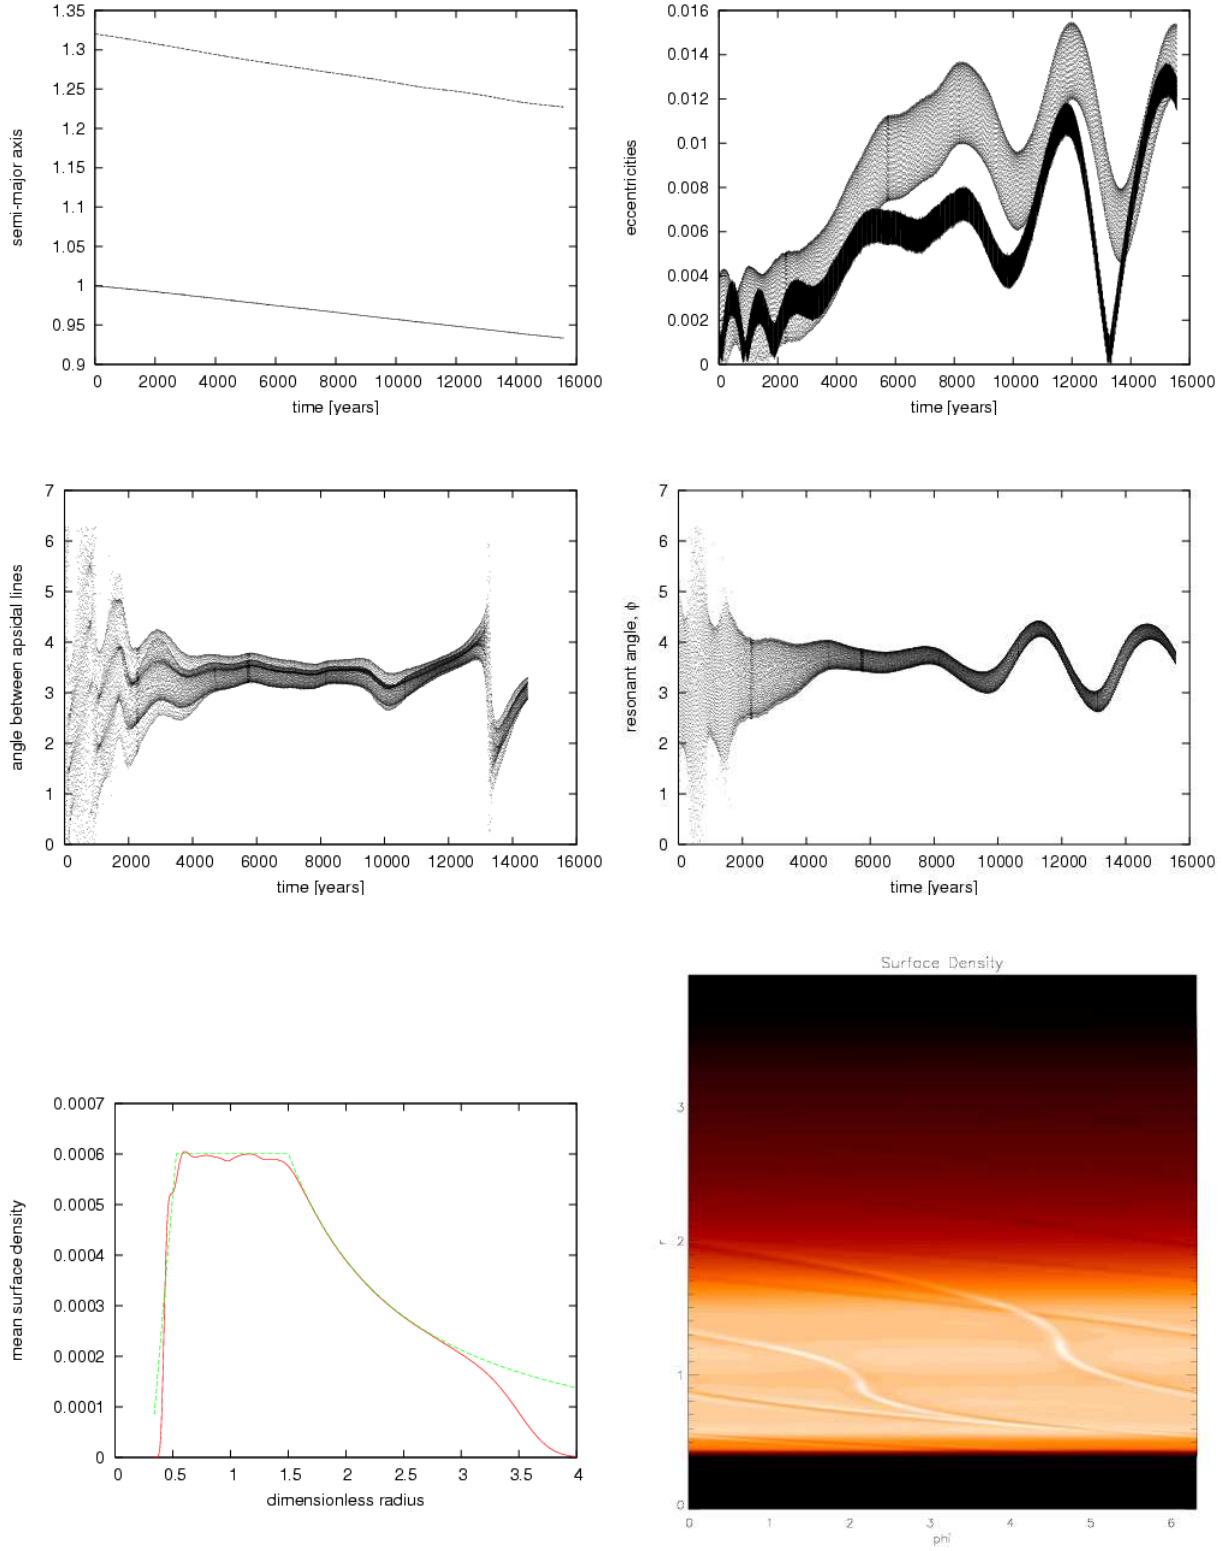 1.35
1.3
1.25
1.2
1.15
1.1
1.05
1
0.95
0.9
semi-major axis
0 2000 4000 6000 8000 10000 12000 14000 16000
time [years]
0.016
0.014
0.012
0.01
0.008
0.006
0.004
0.002
0
eccentricities
0 2000 4000 6000 8000 10000 12000 14000 16000
time [years]
7
6
5
4
3
2
1
0
angle between apsidal lines
0 2000 4000 6000 8000 10000 12000 14000 16000
time [years]
7
6
5
4
3
2
1
0
resonant angle, ϕ
0 2000 4000 6000 8000 10000 12000 14000 16000
time [years]
0.0007
0.0006
0.0005
0.0004
0.0003
0.0002
0.0001
0
mean surface density
0 0.5 1 1.5 2 2.5 3 3.5 4
dimensionless radius
Surface Density
3
2
1
0
r
0 1 2 3 4 5 6
phi